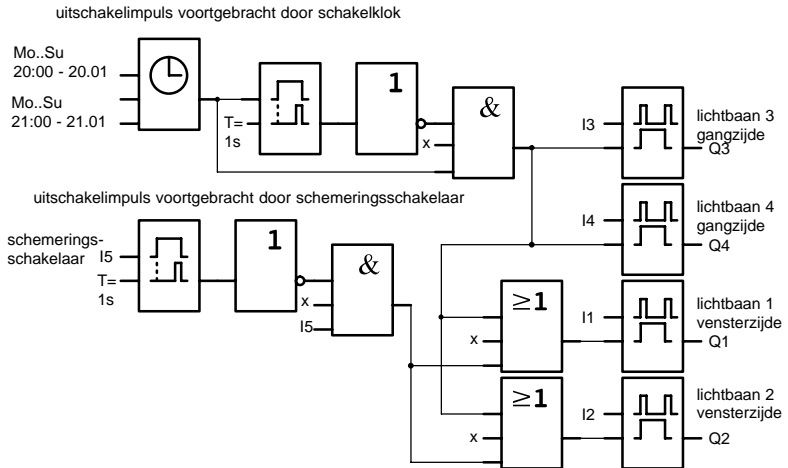 uitschakelimpuls voortgebracht door schakelklok
Mo..Su
20:00 - 20.01
Mo..Su
21:00 - 21.01
T=
1s
1
&
x
I3
lichtbaan 3
gangzijde
Q3
I4
lichtbaan 4
gangzijde
Q4
uitschakelimpuls voortgebracht door schemeringsschakelaar
schemerings-
schakelaar
I5
T=
1s
1
&
x
I5
≥1
x
I1
lichtbaan 1
vensterzijde
Q1
≥1
x
I2
lichtbaan 2
vensterzijde
Q2